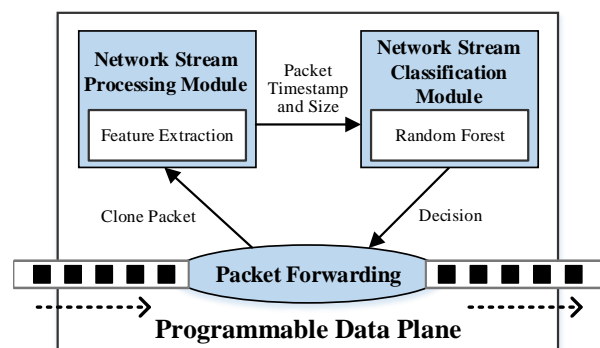 Network Stream
Processing Module
Feature Extraction
Packet
Timestamp
and Size
Network Stream
Classification
Module
Random Forest
Clone Packet
Decision
Packet Forwarding
Programmable Data Plane